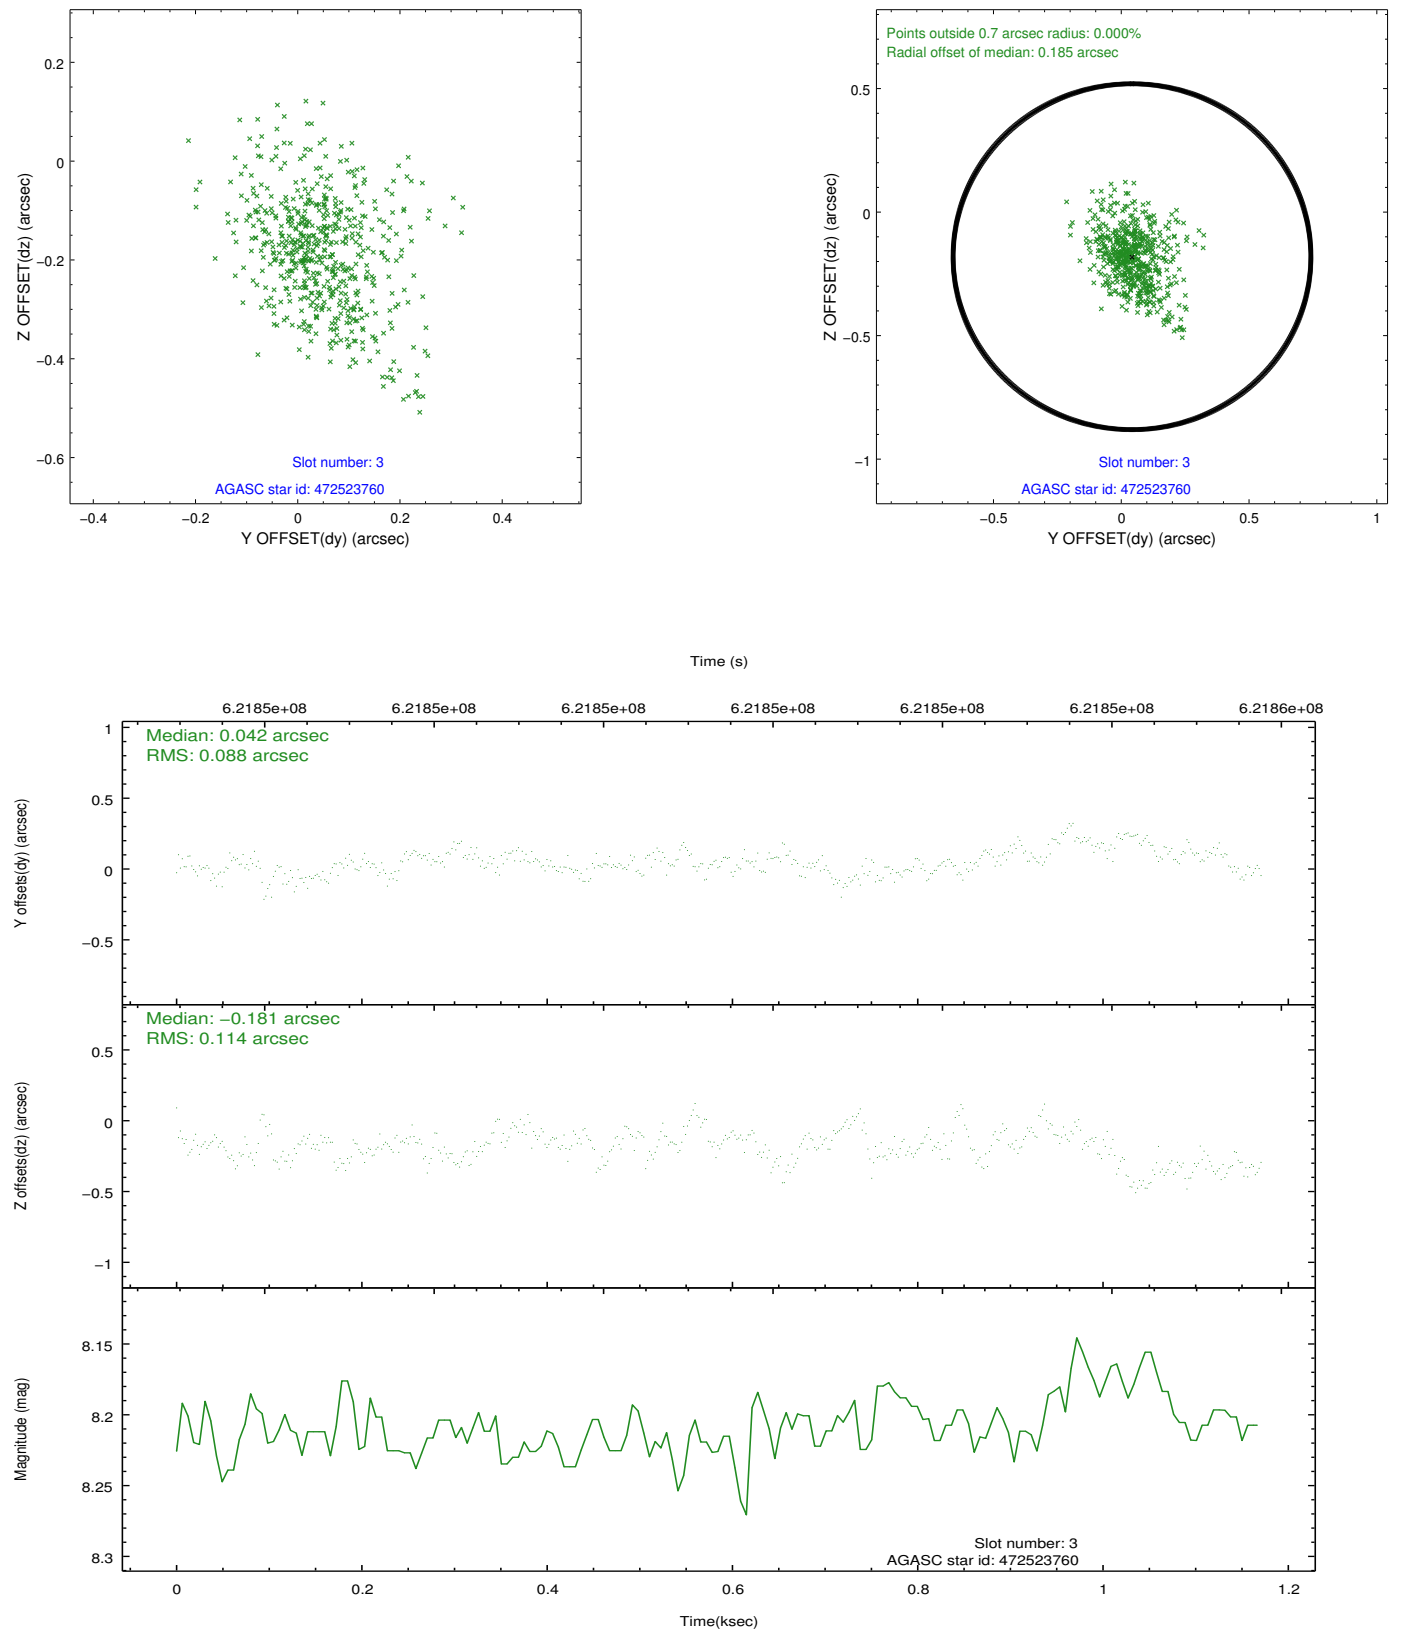 0.2
0
−0.2
−0.4
−0.6
Z OFFSET(dz) (arcsec)
Slot number: 3
AGASC star id: 472523760
−0.4 −0.2 0 0.2 0.4
Y OFFSET(dy) (arcsec)
Points outside 0.7 arcsec radius: 0.000%
Radial offset of median: 0.185 arcsec
0.5
0
−0.5
−1
Z OFFSET(dz) (arcsec)
Slot number: 3
AGASC star id: 472523760
−0.5 0 0.5 1
Y OFFSET(dy) (arcsec)
Time (s)
6.2185e+08 6.2185e+08 6.2185e+08 6.2185e+08 6.2185e+08 6.2185e+08 6.2186e+08
Median: 0.042 arcsec
RMS: 0.088 arcsec
1
0.5
0
−0.5
Y offsets(dy) (arcsec)
Median: −0.181 arcsec
RMS: 0.114 arcsec
0.5
0
−0.5
−1
Z offsets(dz) (arcsec)
8.15
8.2
8.25
8.3
Magnitude (mag)
Slot number: 3
AGASC star id: 472523760
0 0.2 0.4 0.6 0.8 1 1.2
Time(ksec)